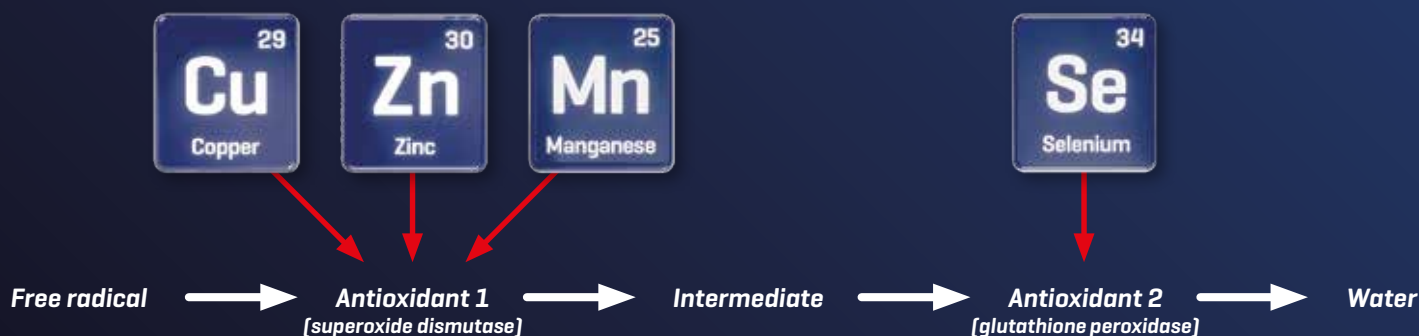 29
Cu
Copper
30
Zn
Zinc
25
Mn
Manganese
34
Se
Selenium
Free radical
Antioxidant 1
(superoxide dismutase)
Intermediate
Antioxidant 2
(glutathione peroxidase)
Water